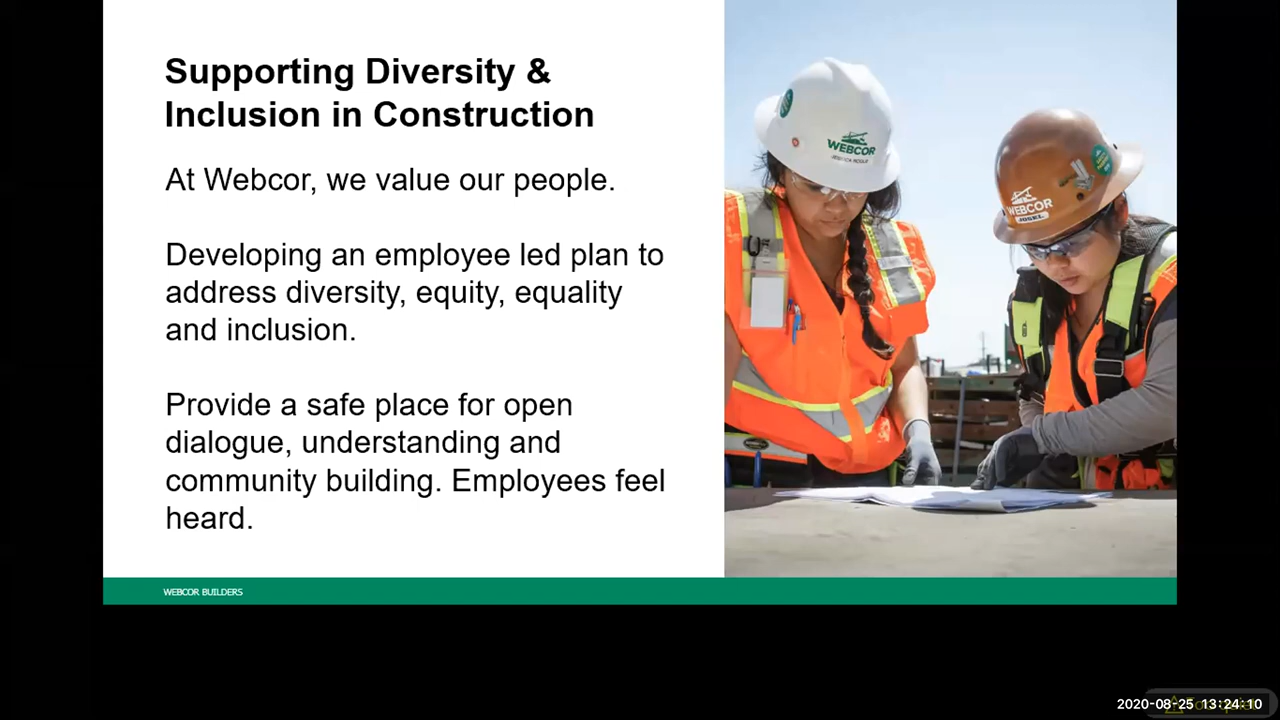 Supporting Diversity &
Inclusion in Construction
At Webcor, we value our people.
Developing an employee led plan to
address diversity, equity, equality
and inclusion.
Provide a safe place for open
dialogue, understanding and
community building. Employees feel
heard.
WEBCOR
WEBCOR
WEBCOR BUILDERS
2020-08-25 13:24:10